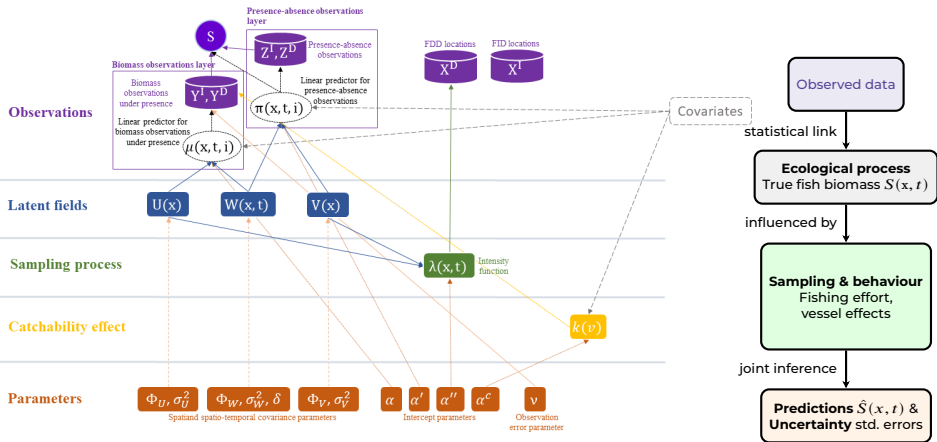 Presence-absence observations
layer
S
Z^I, Z^D
Presence-absence
observations
FDD locations
X^D
FID locations
X^I
Biomass observations layer
Biomass
observations
under presence
Y^I, Y^D
Linear predictor for
presence-absence
observations
π(x,t,i)
Linear predictor for
biomass observations
under presence
μ(x,t,i)
Covariates
Observations
Latent fields
U(x)
W(x,t)
V(x)
Sampling process
λ(x,t)
Intensity
function
Catchability effect
k(v)
Parameters
Φ_U, σ_U^2
Φ_W, σ_W^2, δ
Φ_V, σ_V^2
α
α′
α″
α^c
ν
Spatiand spatio-temporal covariance parameters
Intercept parameters
Observation
error parameter
Observed data
statistical link
Ecological process
True fish biomass S(x, t)
influenced by
Sampling & behaviour
Fishing effort,
vessel effects
joint inference
Predictions Ŝ(x, t) &
Uncertainty std. errors